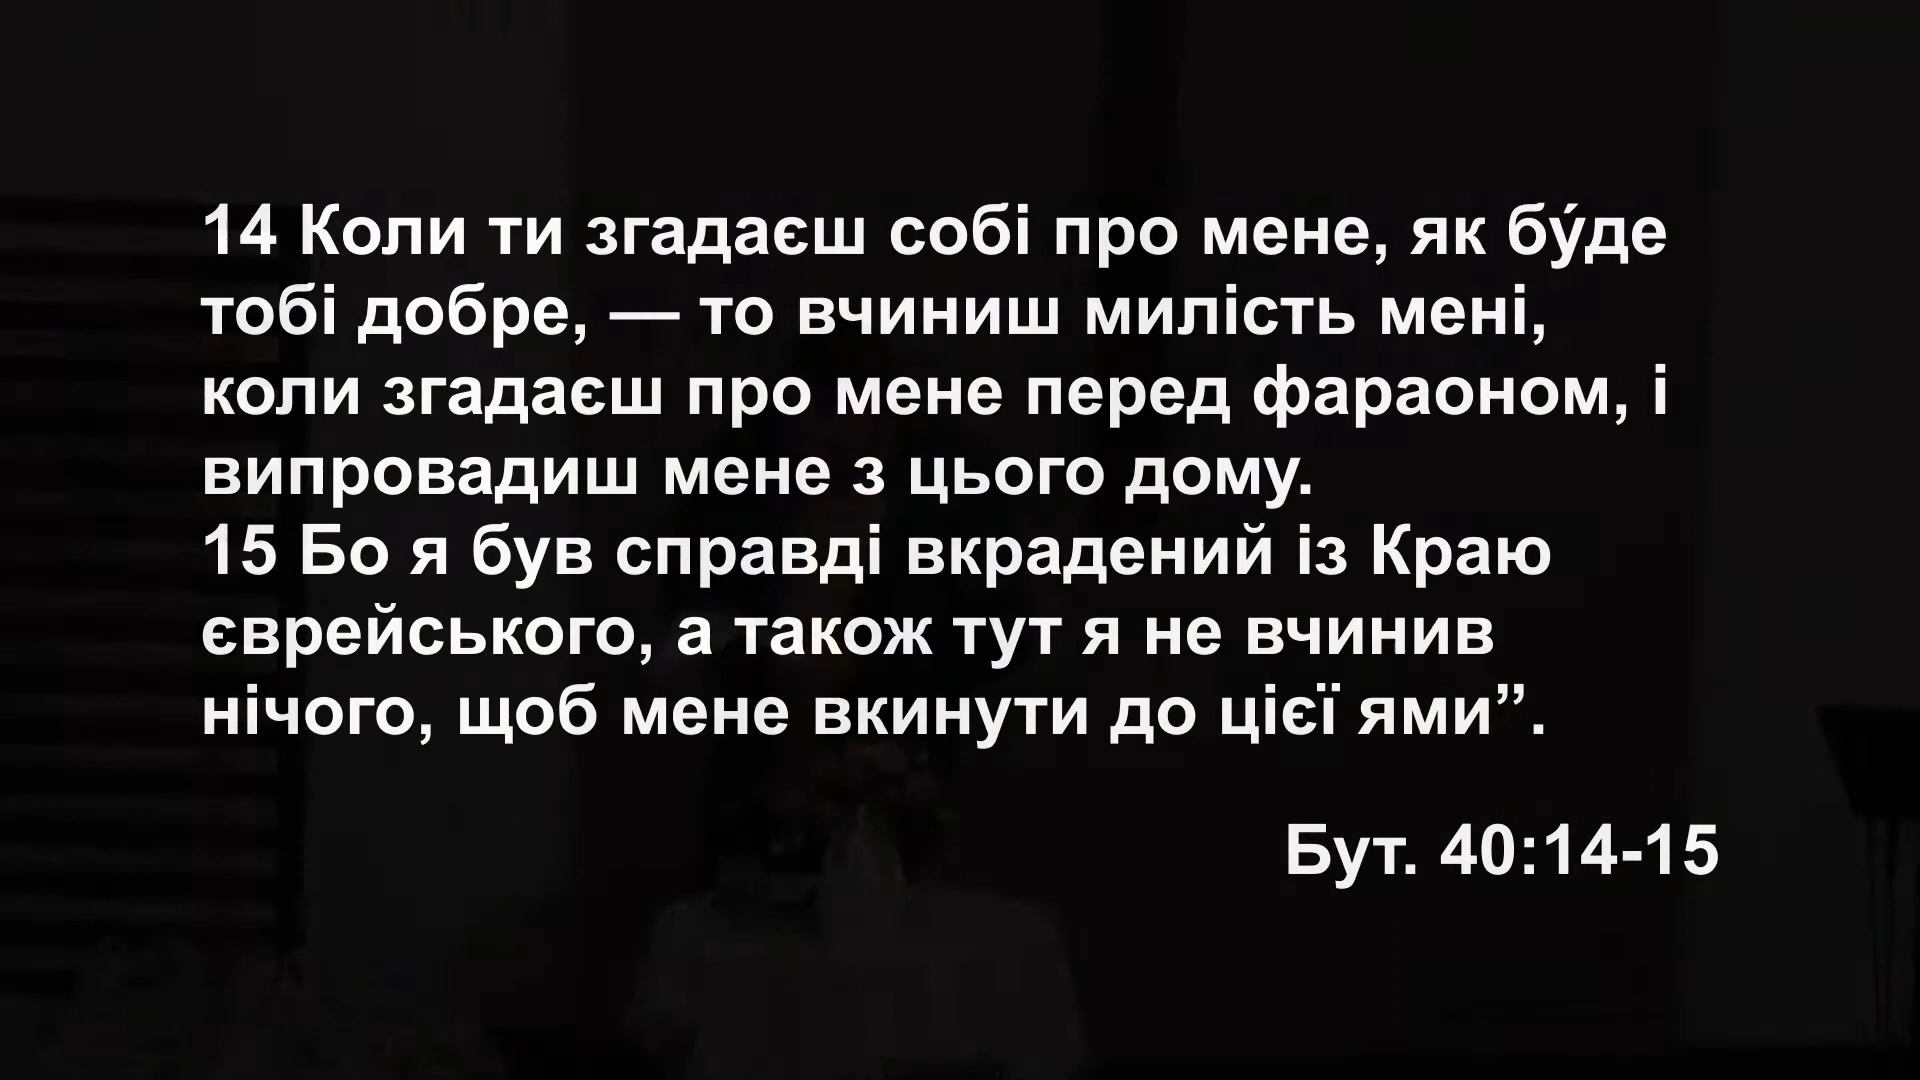 14 Коли ти згадаєш собі про мене, як бу́де
тобі добре, — то вчиниш милість мені,
коли згадаєш про мене перед фараоном, і
випровадиш мене з цього дому.
15 Бо я був справді вкрадений із Краю
єврейського, а також тут я не вчинив
нічого, щоб мене вкинути до цієї ями”.
Бут. 40:14-15